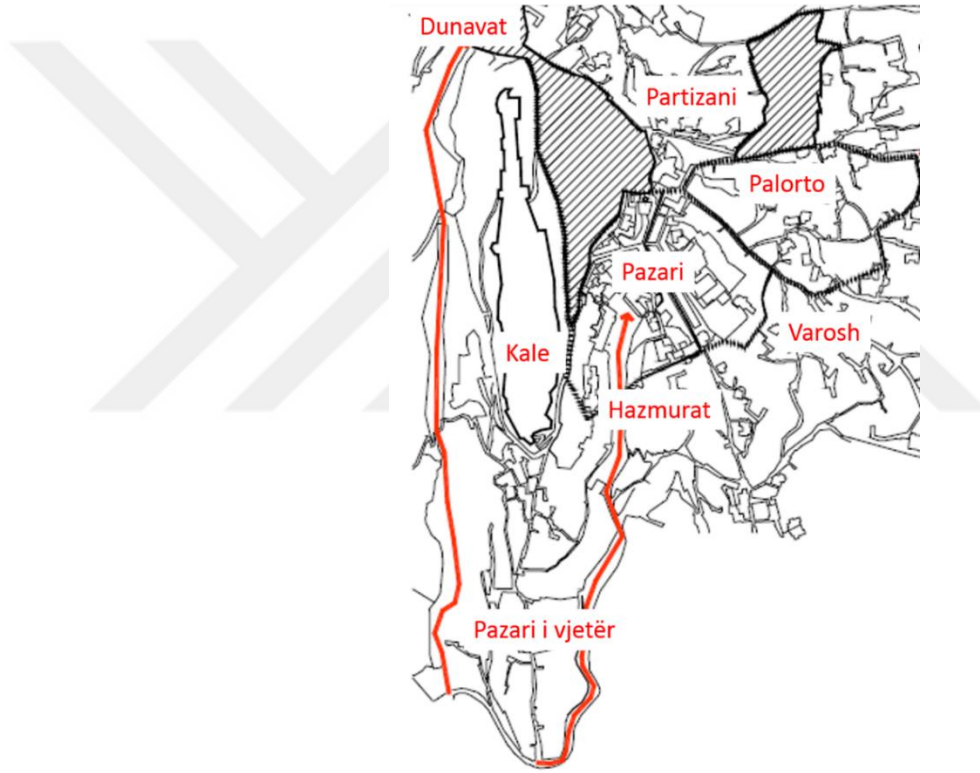 Dunavat
Partizani
Palorto
Pazari
Varosh
Kale
Hazmurat
Pazari i vjetër